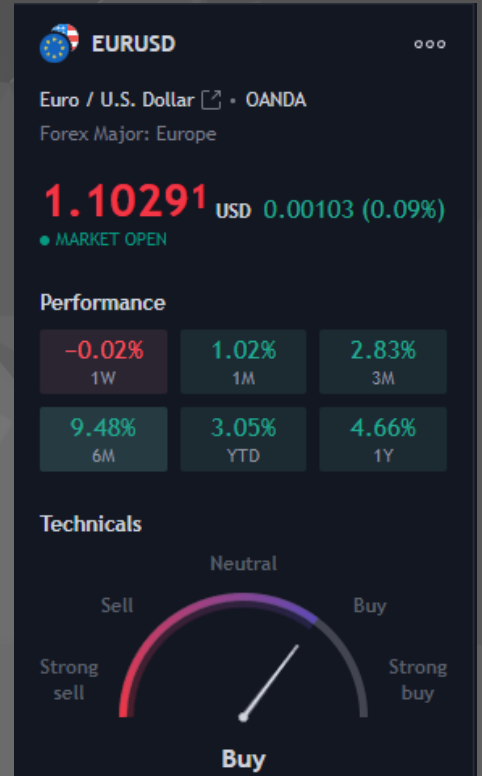 EURUSD
Euro / U.S. Dollar • OANDA
Forex Major: Europe
1.10291 USD 0.00103 (0.09%)
MARKET OPEN
Performance
−0.02% 1.02% 2.83%
1W 1M 3M
9.48% 3.05% 4.66%
6M YTD 1Y
Technicals
Neutral
Sell Buy
Strong sell Strong buy
Buy